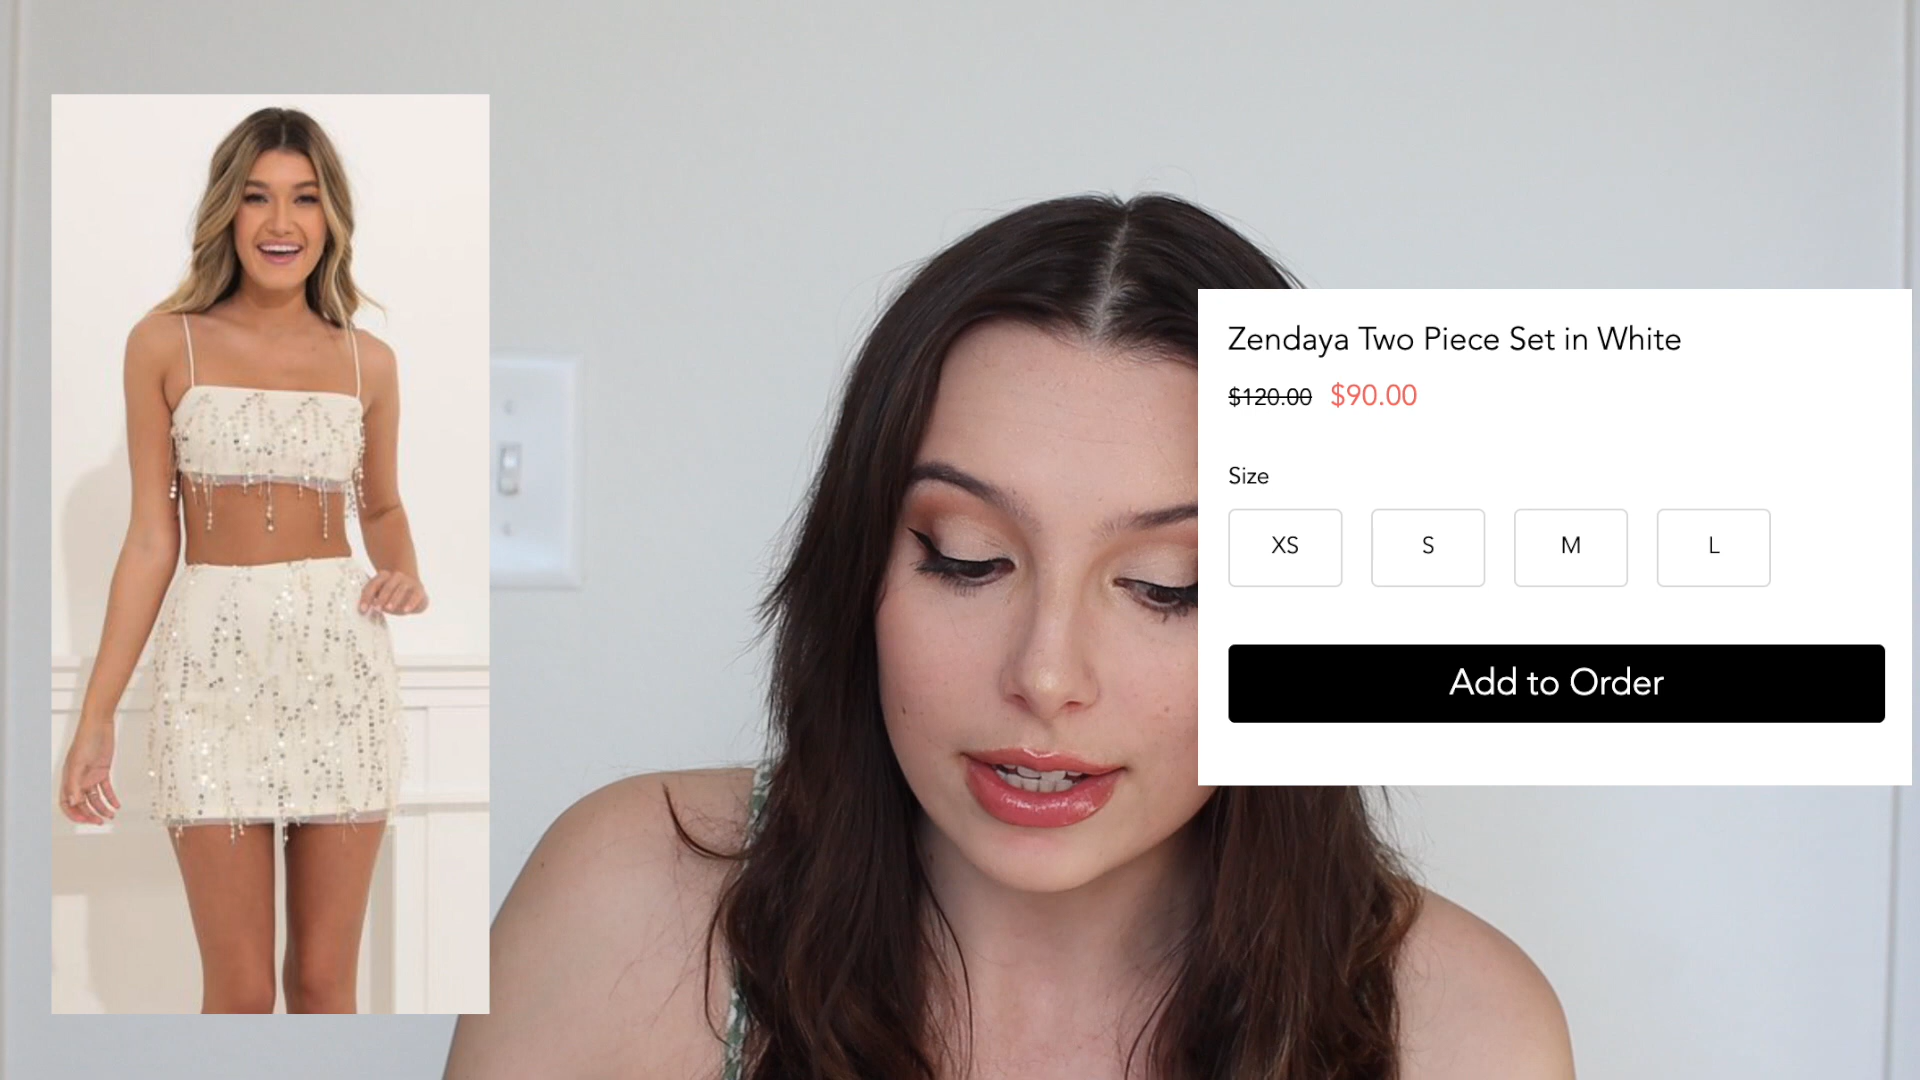 Zendaya Two Piece Set in White
$120.00 $90.00
Size
XS S M L
Add to Order